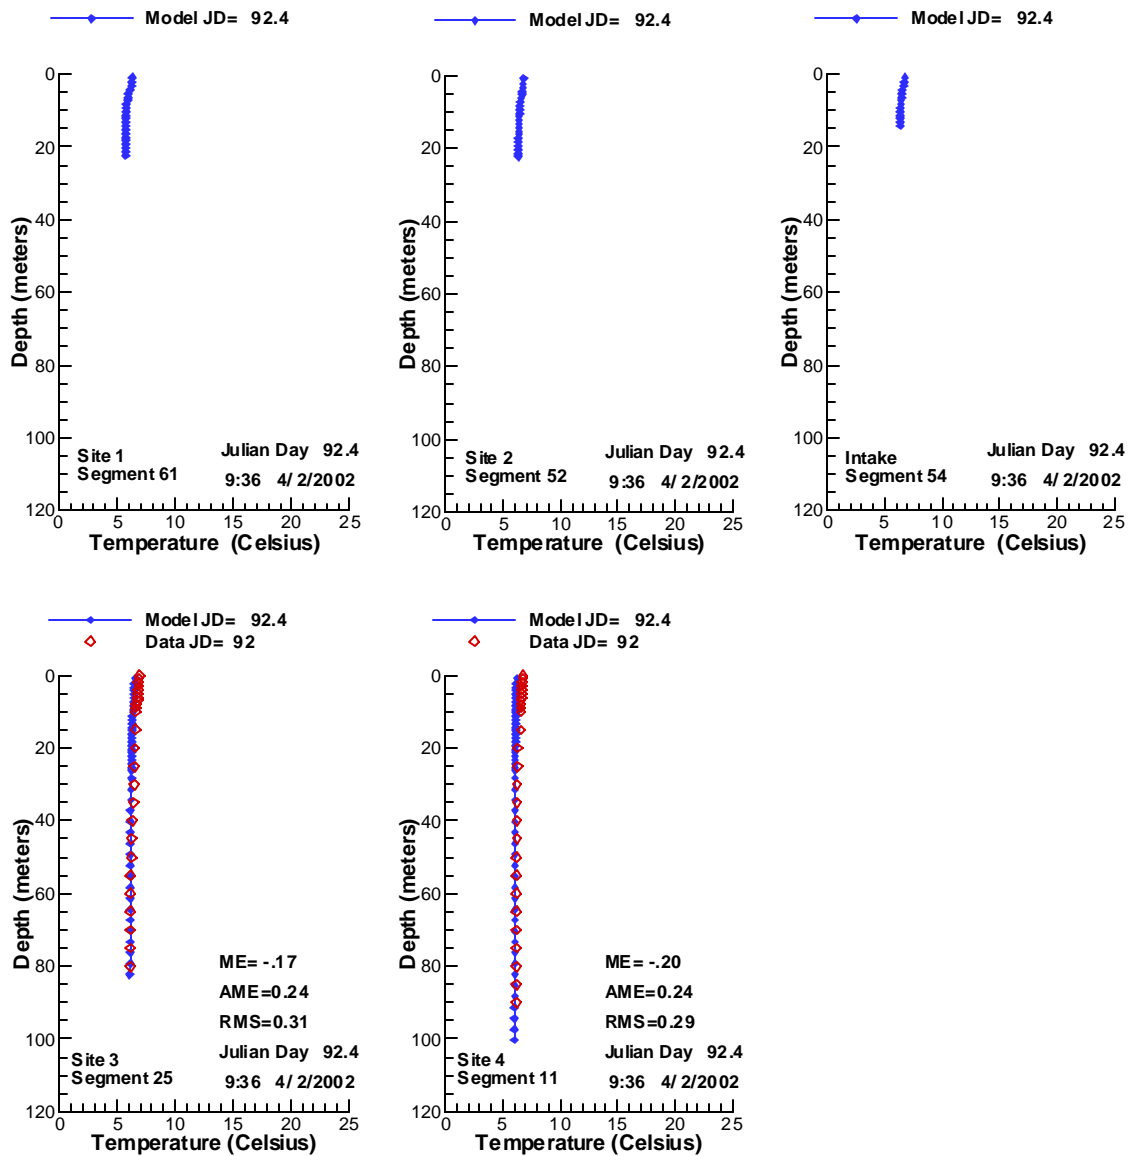 Model JD= 92.4
0
20
40
60
80
100
120
Depth (meters)
Site 1
Segment 61
Julian Day 92.4
9:36 4/2/2002
0 5 10 15 20 25
Temperature (Celsius)
Model JD= 92.4
0
20
40
60
80
100
120
Depth (meters)
Site 2
Segment 52
Julian Day 92.4
9:36 4/2/2002
0 5 10 15 20 25
Temperature (Celsius)
Model JD= 92.4
0
20
40
60
80
100
120
Depth (meters)
Intake
Segment 54
Julian Day 92.4
9:36 4/2/2002
0 5 10 15 20 25
Temperature (Celsius)
Model JD= 92.4
Data JD= 92
0
20
40
60
80
100
120
Depth (meters)
ME=-.17
AME=0.24
RMS=0.31
Site 3
Segment 25
Julian Day 92.4
9:36 4/2/2002
0 5 10 15 20 25
Temperature (Celsius)
Model JD= 92.4
Data JD= 92
0
20
40
60
80
100
120
Depth (meters)
ME=-.20
AME=0.24
RMS=0.29
Site 4
Segment 11
Julian Day 92.4
9:36 4/2/2002
0 5 10 15 20 25
Temperature (Celsius)